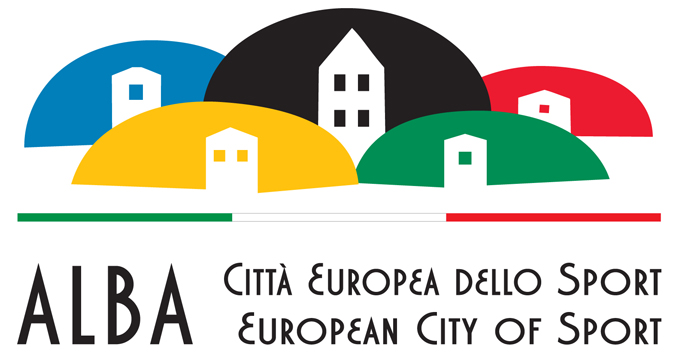 ALBA
Città Europea dello Sport
European City of Sport